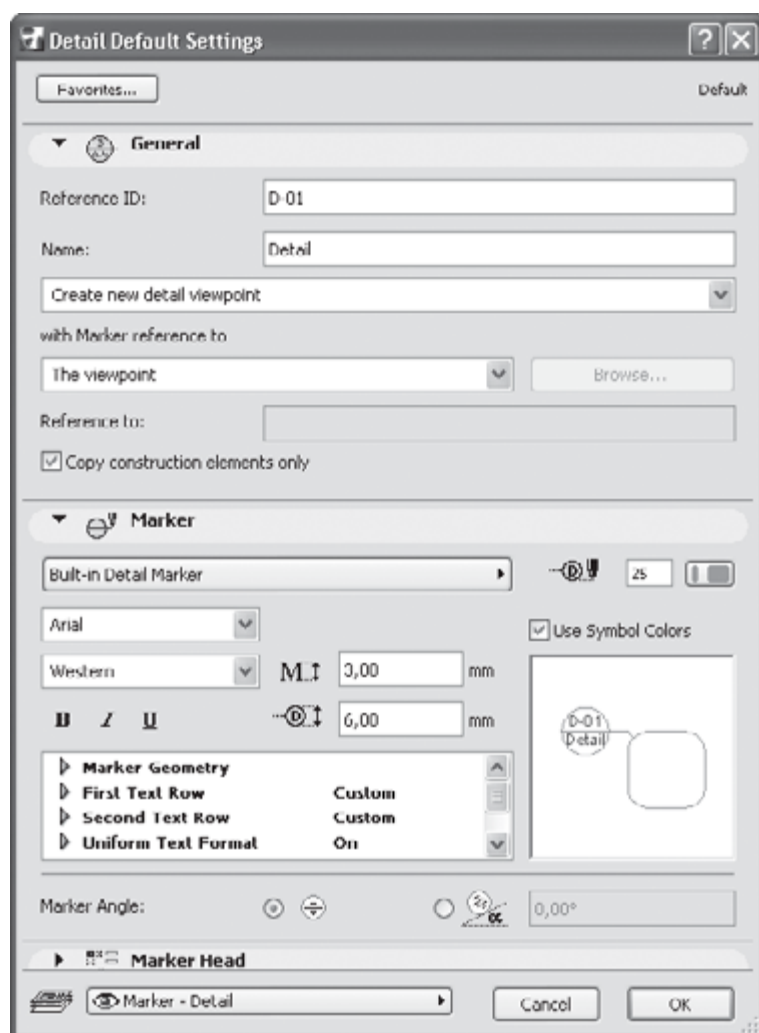 Detail Default Settings
Favorites...
Default
General
Reference ID: D-01
Name: Detail
Create new detail viewpoint
with Marker reference to
The viewpoint
Browse...
Reference to:
Copy construction elements only
Marker
Built-in Detail Marker
25
Arial
Use Symbol Colors
Western
M 3,00 mm
B I U
D 6,00 mm
D-01
Detail
Marker Geometry
First Text Row Custom
Second Text Row Custom
Uniform Text Format On
Marker Angle: 0,00°
Marker Head
Marker - Detail
Cancel
OK